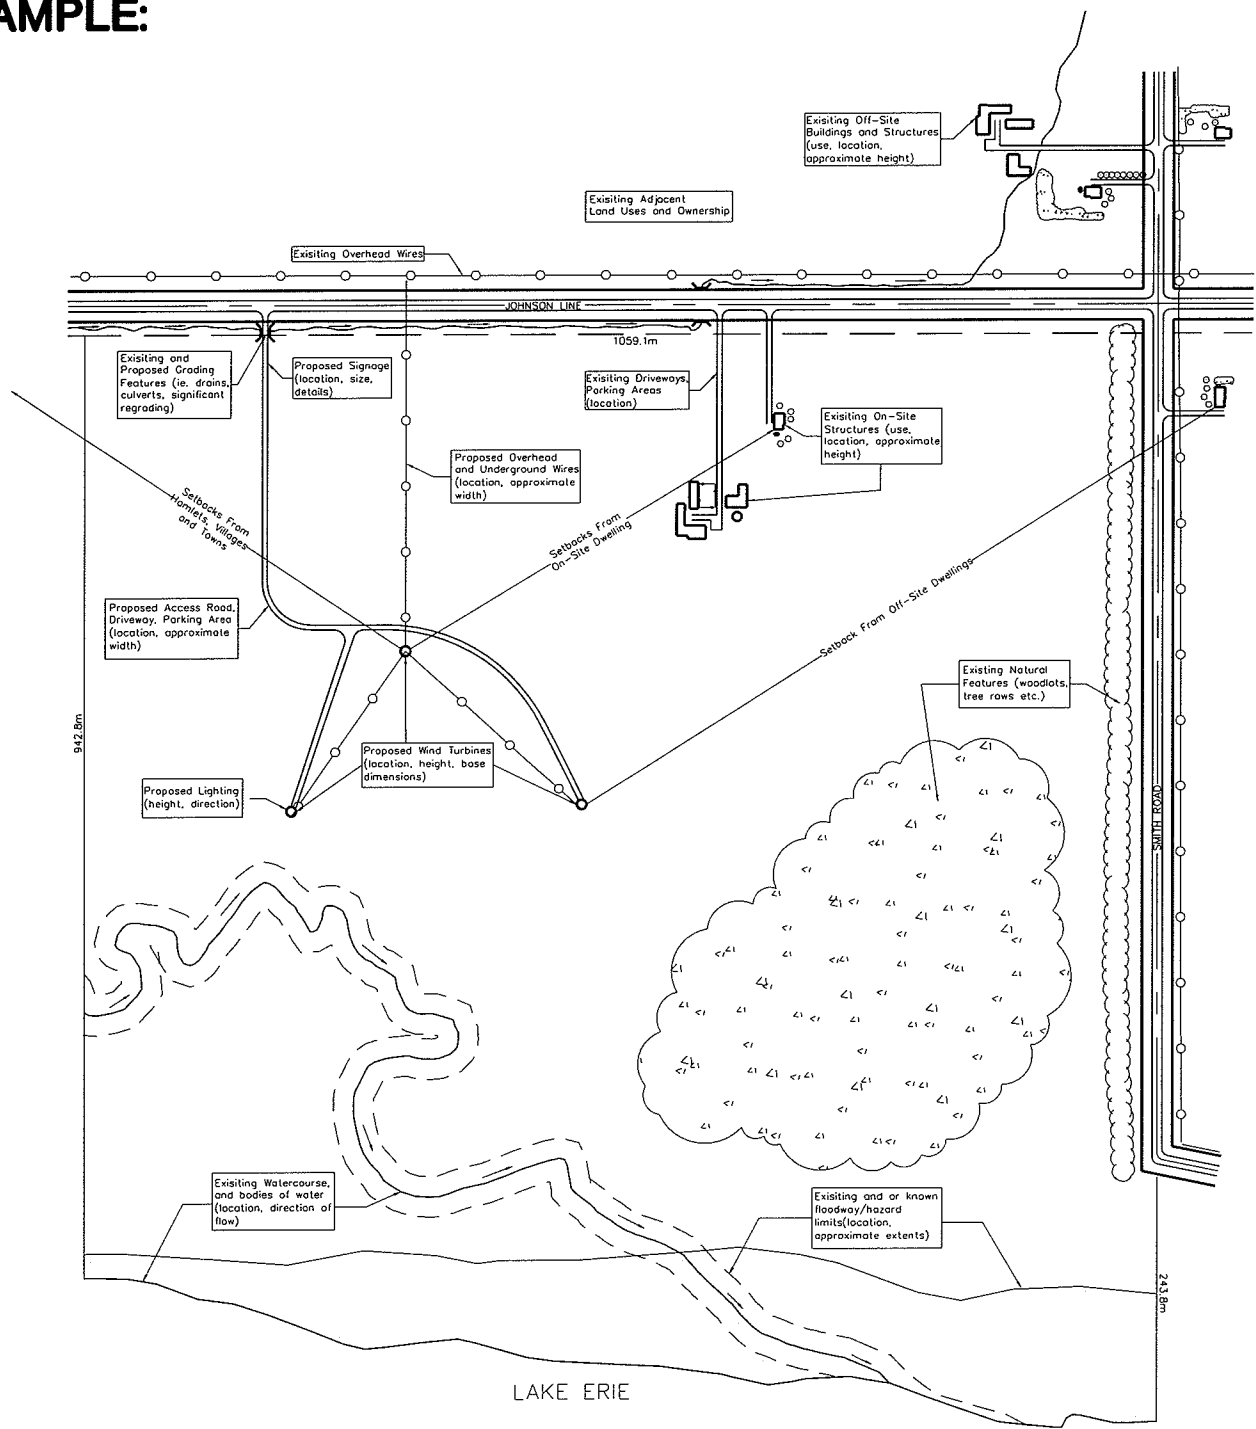 AMPLE:
Exisiting Off-Site
Buildings and Structures
(use, location,
approximate height)
Exisiting Adjacent
Land Uses and Ownership
Exisiting Overhead Wires
JOHNSON LINE
1059.1m
Exisiting and
Proposed Grading
Features (ie. drains,
culverts, significant
regrading)
Proposed Signage
(location, size,
details)
Exisiting Driveways,
Parking Areas
(location)
Exisiting On-Site
Structures (use,
location, approximate
height)
Proposed Overhead
and Underground Wires
(location, approximate
width)
Setbacks From
Hamlets, Villages
and Towns
Setbacks From
On-Site Dwelling
Setback From Off-Site Dwellings
Proposed Access Road,
Driveway, Parking Area
(location, approximate
width)
Existing Natural
Features (woodlots,
tree rows etc.)
942.8m
Proposed Wind Turbines
(location, height, base
dimensions)
Proposed Lighting
(height, direction)
SMITH ROAD
Exisiting Watercourse,
and bodies of water
(location, direction of
flow)
Exisiting and or known
floodway/hazard
limits(location,
approximate extents)
243.8m
LAKE ERIE